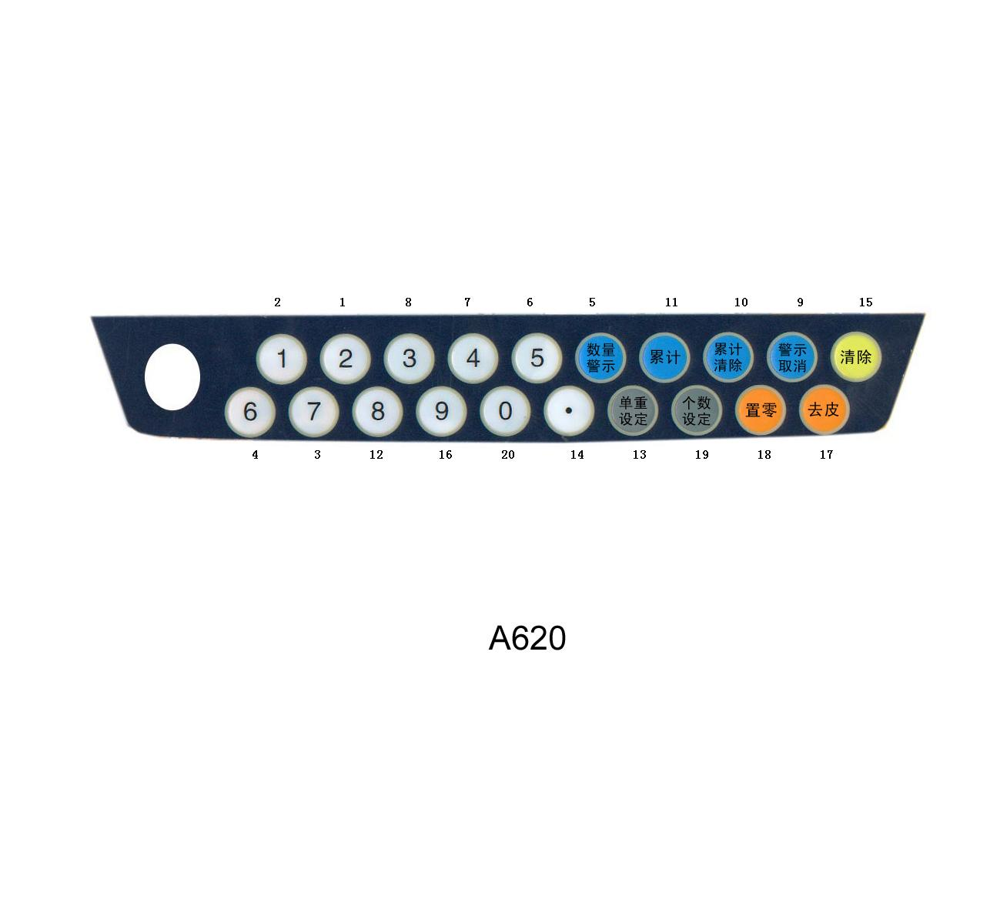 2 1 8 7 6 5 11 10 9 15
1 2 3 4 5 数量警示 累计 累计清除 警示取消 清除
6 7 8 9 0 • 单重设定 个数设定 置零 去皮
4 3 12 16 20 14 13 19 18 17
A620